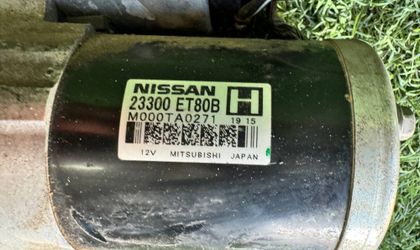 NISSAN
23300 ET80B H
M000TA0271 19 15
12V MITSUBISHI JAPAN